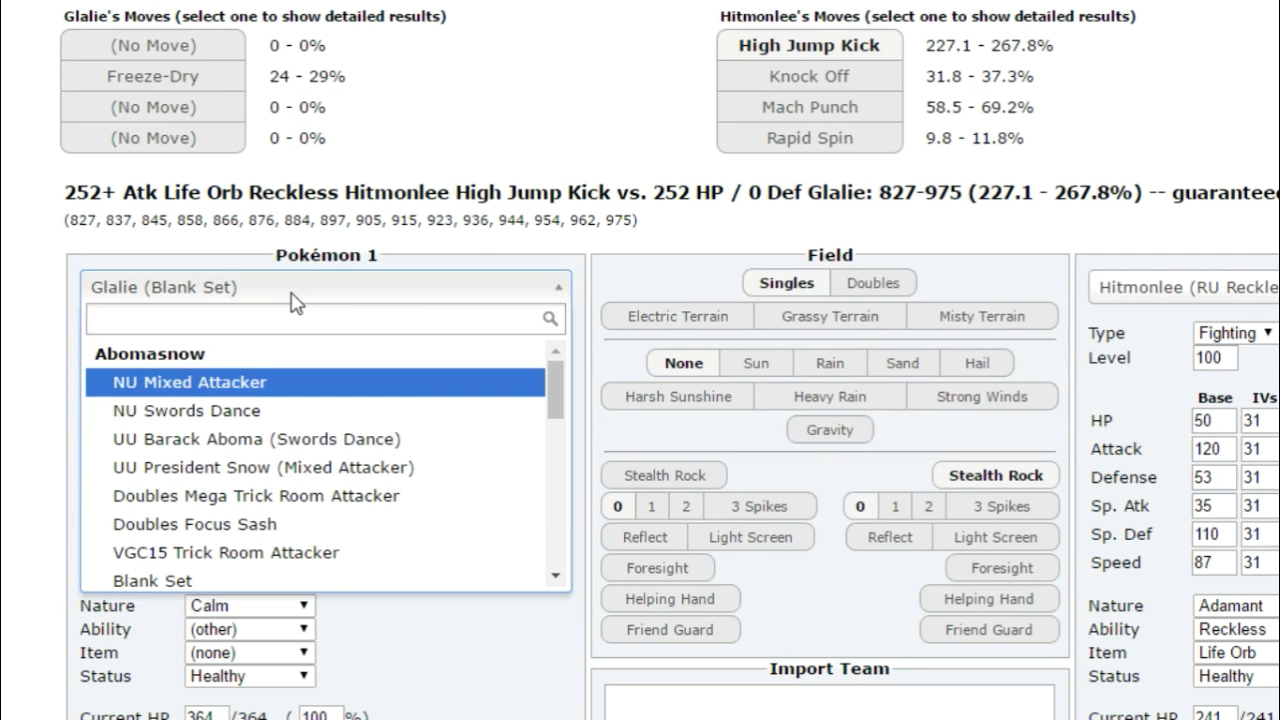 Glalie's Moves (select one to show detailed results)
(No Move) 0 - 0%
Freeze-Dry 24 - 29%
(No Move) 0 - 0%
(No Move) 0 - 0%
Hitmonlee's Moves (select one to show detailed results)
High Jump Kick 227.1 - 267.8%
Knock Off 31.8 - 37.3%
Mach Punch 58.5 - 69.2%
Rapid Spin 9.8 - 11.8%
252+ Atk Life Orb Reckless Hitmonlee High Jump Kick vs. 252 HP / 0 Def Glalie: 827-975 (227.1 - 267.8%) -- guaranteed
(827, 837, 845, 858, 866, 876, 884, 897, 905, 915, 923, 936, 944, 954, 962, 975)
Pokémon 1
Glalie (Blank Set)
Abomasnow
NU Mixed Attacker
NU Swords Dance
UU Barack Aboma (Swords Dance)
UU President Snow (Mixed Attacker)
Doubles Mega Trick Room Attacker
Doubles Focus Sash
VGC15 Trick Room Attacker
Blank Set
Nature Calm
Ability (other)
Item (none)
Status Healthy
Current HP 364 /364 ( 100 %)
Field
Singles Doubles
Electric Terrain Grassy Terrain Misty Terrain
None Sun Rain Sand Hail
Harsh Sunshine Heavy Rain Strong Winds
Gravity
Stealth Rock Stealth Rock
0 1 2 3 Spikes 0 1 2 3 Spikes
Reflect Light Screen Reflect Light Screen
Foresight Foresight
Helping Hand Helping Hand
Friend Guard Friend Guard
Import Team
Hitmonlee (RU Reckle
Type Fighting
Level 100
Base IVs
HP 50 31
Attack 120 31
Defense 53 31
Sp. Atk 35 31
Sp. Def 110 31
Speed 87 31
Nature Adamant
Ability Reckless
Item Life Orb
Status Healthy
Current HP 241 /241